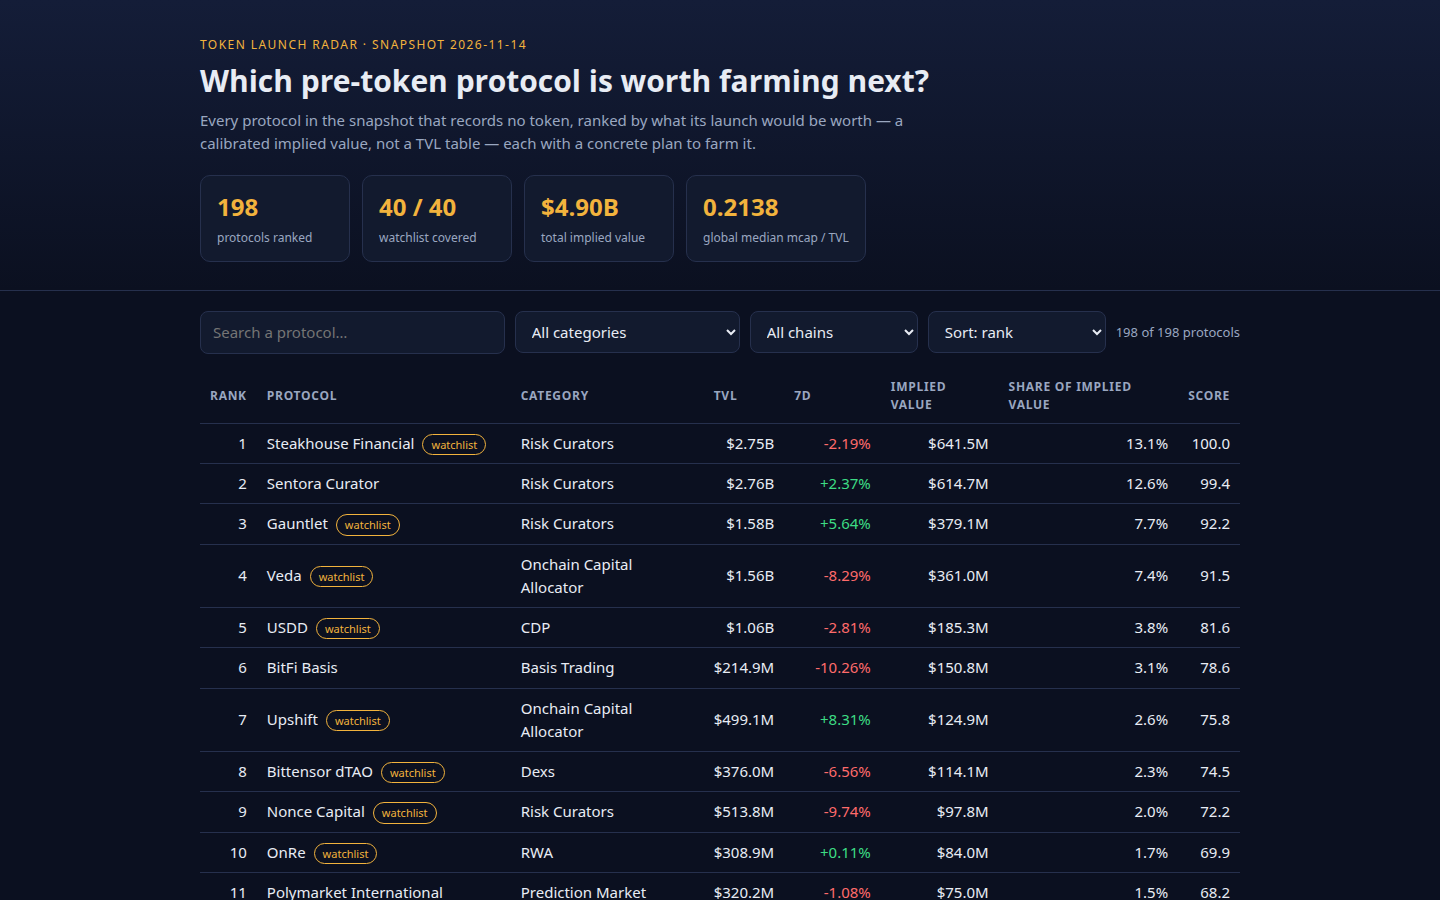 TOKEN LAUNCH RADAR · SNAPSHOT 2026-11-14
Which pre-token protocol is worth farming next?
Every protocol in the snapshot that records no token, ranked by what its launch would be worth — a
calibrated implied value, not a TVL table — each with a concrete plan to farm it.
198
protocols ranked
40 / 40
watchlist covered
$4.90B
total implied value
0.2138
global median mcap / TVL
Search a protocol...
All categories
All chains
Sort: rank
198 of 198 protocols
RANK PROTOCOL CATEGORY TVL 7D IMPLIED VALUE SHARE OF IMPLIED VALUE SCORE
1 Steakhouse Financial watchlist Risk Curators $2.75B -2.19% $641.5M 13.1% 100.0
2 Sentora Curator Risk Curators $2.76B +2.37% $614.7M 12.6% 99.4
3 Gauntlet watchlist Risk Curators $1.58B +5.64% $379.1M 7.7% 92.2
4 Veda watchlist Onchain Capital Allocator $1.56B -8.29% $361.0M 7.4% 91.5
5 USDD watchlist CDP $1.06B -2.81% $185.3M 3.8% 81.6
6 BitFi Basis Basis Trading $214.9M -10.26% $150.8M 3.1% 78.6
7 Upshift watchlist Onchain Capital Allocator $499.1M +8.31% $124.9M 2.6% 75.8
8 Bittensor dTAO watchlist Dexs $376.0M -6.56% $114.1M 2.3% 74.5
9 Nonce Capital watchlist Risk Curators $513.8M -9.74% $97.8M 2.0% 72.2
10 OnRe watchlist RWA $308.9M +0.11% $84.0M 1.7% 69.9
11 Polymarket International Prediction Market $320.2M -1.08% $75.0M 1.5% 68.2